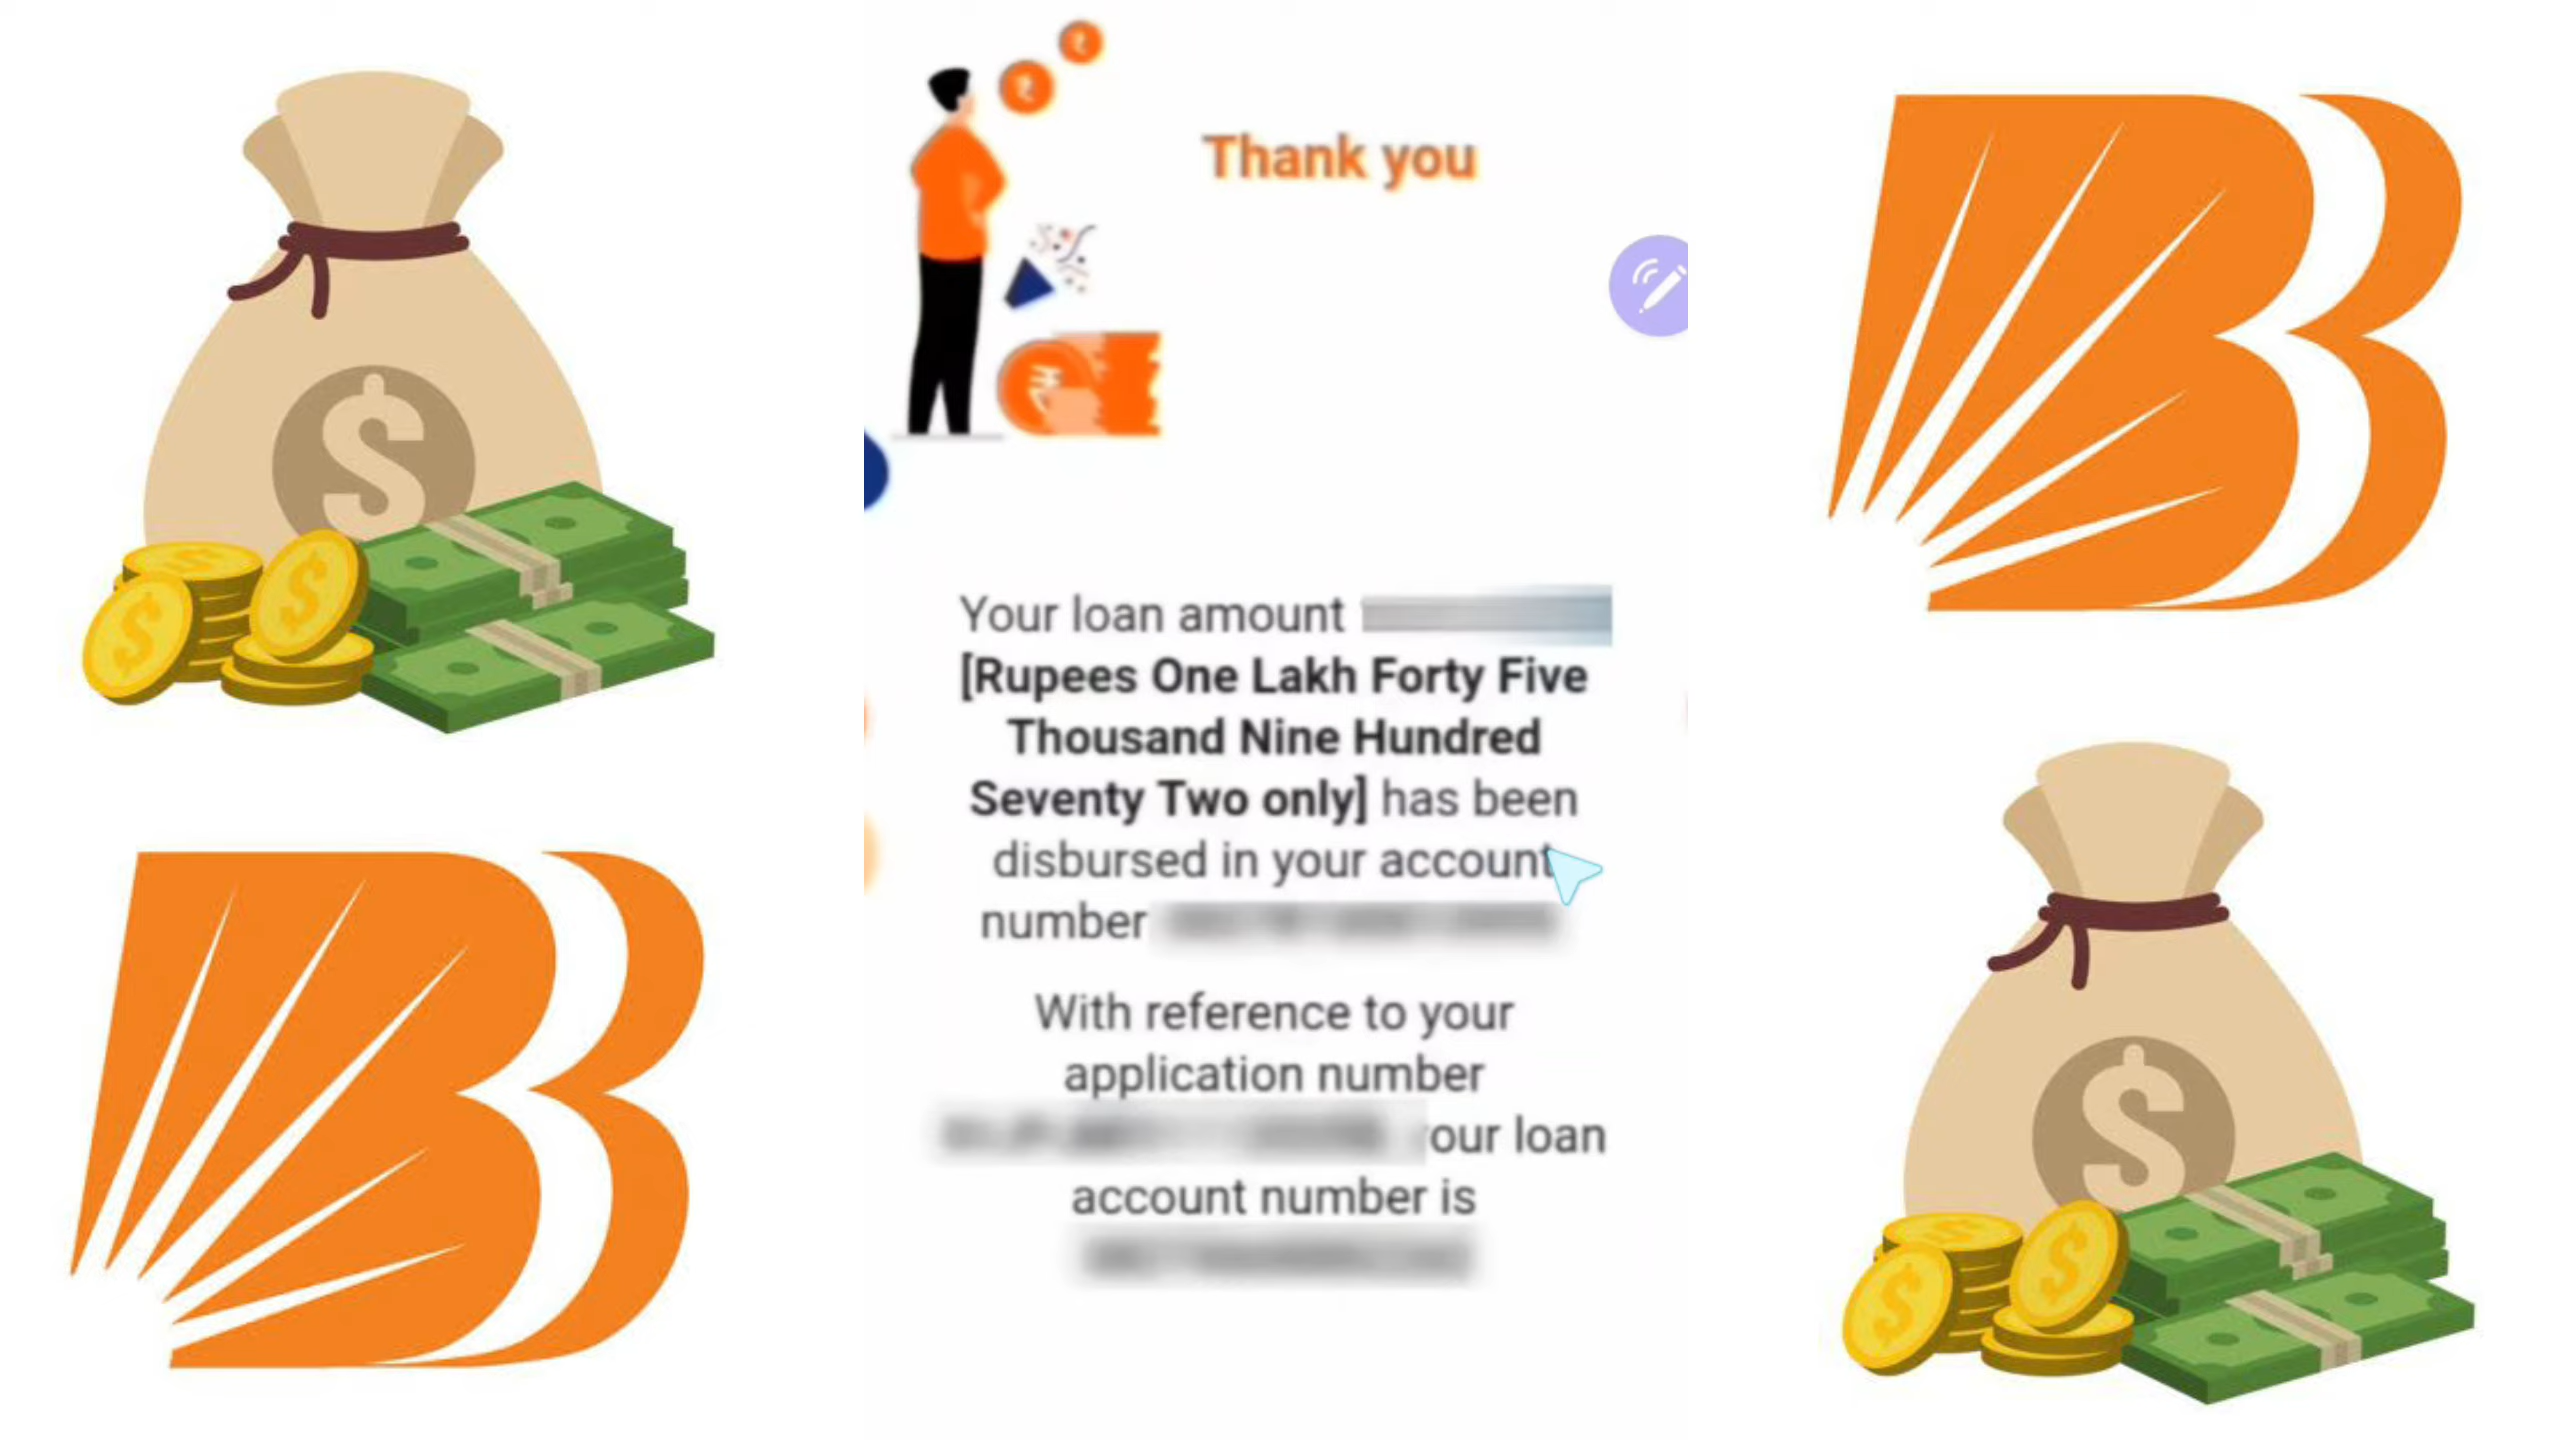 Thank you
Your loan amount
[Rupees One Lakh Forty Five
Thousand Nine Hundred
Seventy Two only] has been
disbursed in your account
number
With reference to your
application number
our loan
account number is